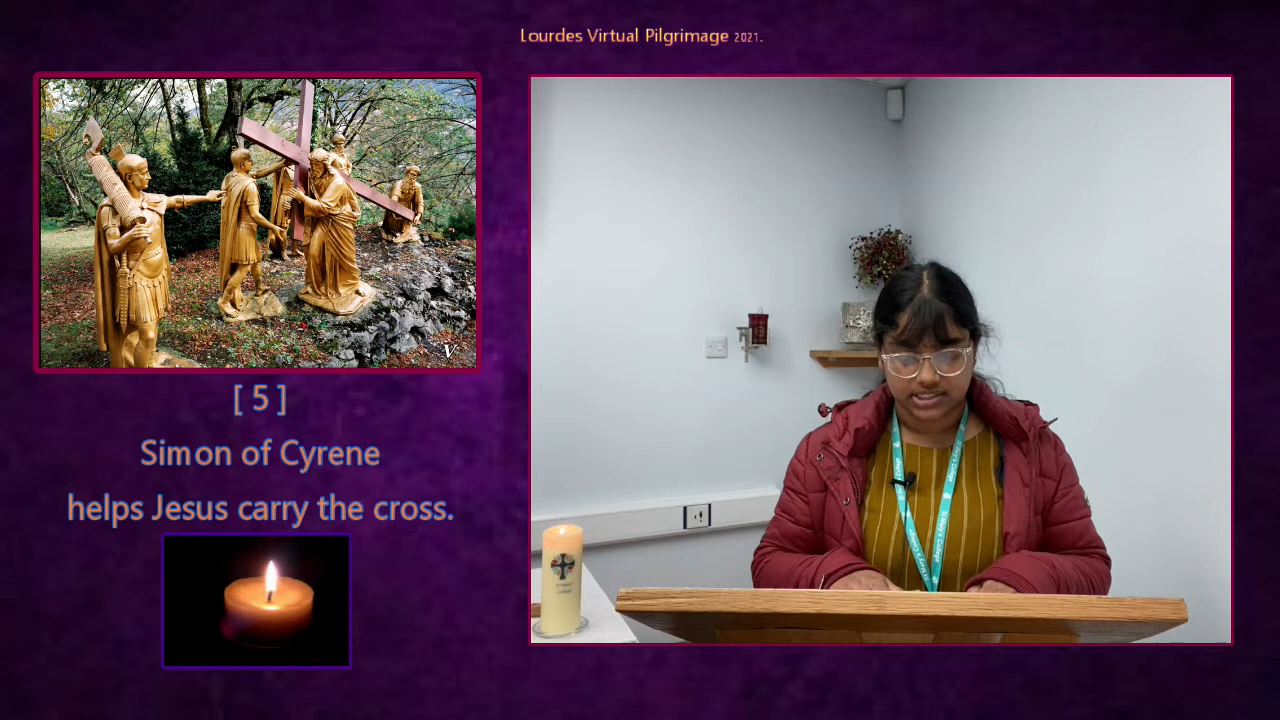 Lourdes Virtual Pilgrimage 2021.
[ 5 ]
Simon of Cyrene
helps Jesus carry the cross.
V